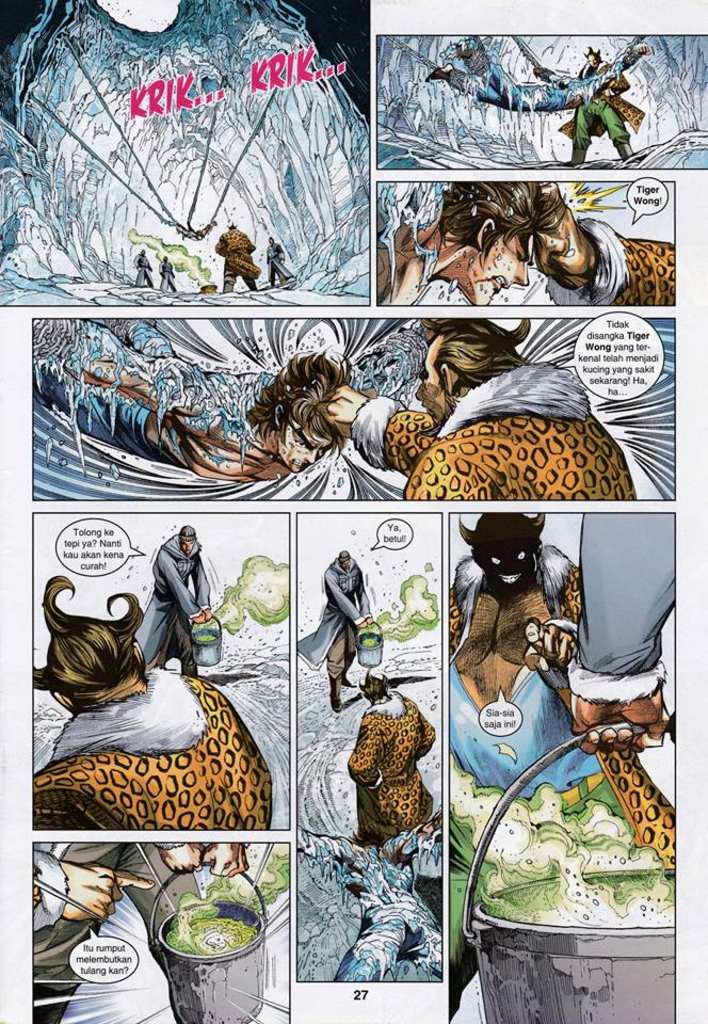 KRIK... KRIK...
Tiger
Wong!
Tidak
disangka Tiger
Wong yang ter-
kenal telah menjadi
kucing yang sakit
sekarang! Ha,
ha...
Tolong ke
tepi ya? Nanti
kau akan kena
curah!
Ya,
betul!
Sia-sia
saja ini!
Itu rumput
melembutkan
tulang kan?
27